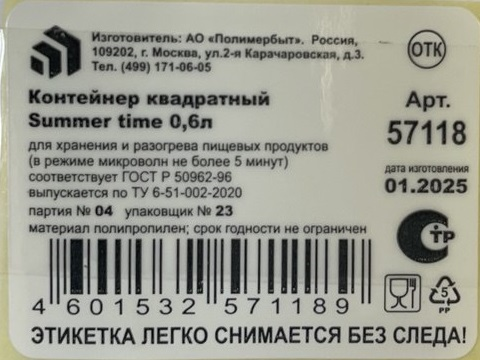 Изготовитель: АО «Полимербыт». Россия,
109202, г. Москва, ул.2-я Карачаровская, д.3.
Тел. (499) 171-06-05
ОТК
Контейнер квадратный
Summer time 0,6л
Арт.
57118
для хранения и разогрева пищевых продуктов
(в режиме микроволн не более 5 минут)
соответствует ГОСТ Р 50962-96
выпускается по ТУ 6-51-002-2020
дата изготовления
01.2025
партия № 04 упаковщик № 23
материал полипропилен; срок годности не ограничен
СТР
4 601532 571189
5
PP
ЭТИКЕТКА ЛЕГКО СНИМАЕТСЯ БЕЗ СЛЕДА!